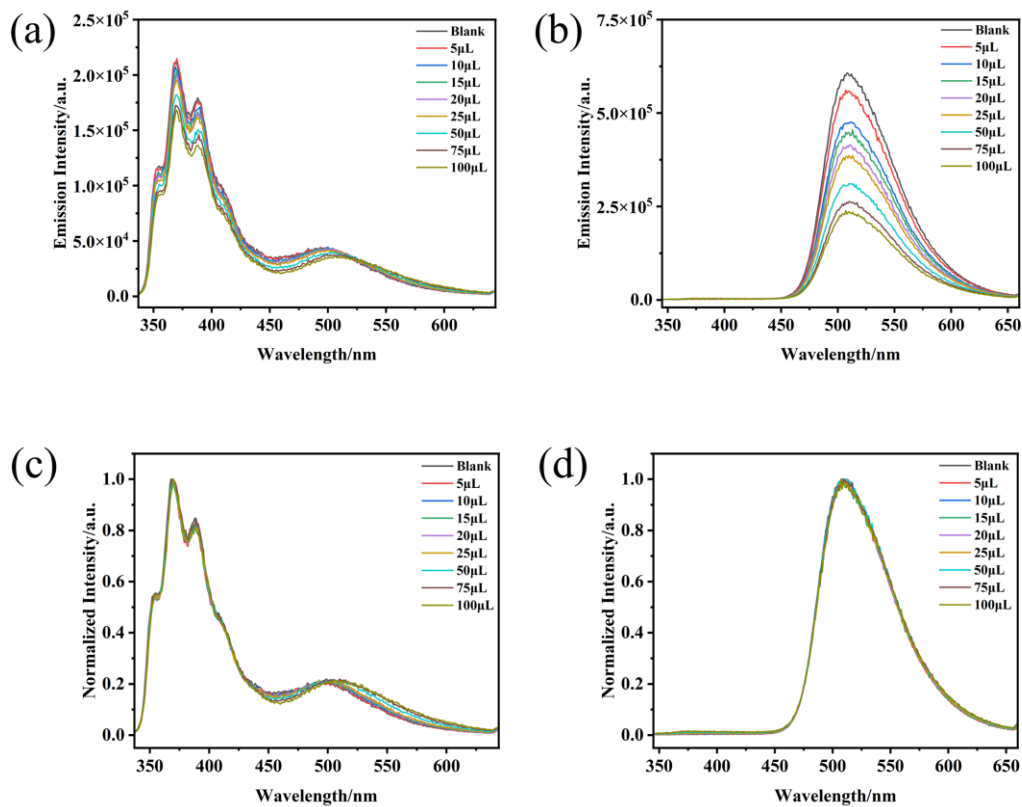 (a)
2.5×10⁵
2.0×10⁵
1.5×10⁵
1.0×10⁵
5.0×10⁴
0.0
Emission Intensity/a.u.
350 400 450 500 550 600
Wavelength/nm
Blank
5μL
10μL
15μL
20μL
25μL
50μL
75μL
100μL
(b)
7.5×10⁵
5.0×10⁵
2.5×10⁵
0.0
Emission Intensity/a.u.
350 400 450 500 550 600 650
Wavelength/nm
Blank
5μL
10μL
15μL
20μL
25μL
50μL
75μL
100μL
(c)
1.0
0.8
0.6
0.4
0.2
0.0
Normalized Intensity/a.u.
350 400 450 500 550 600
Wavelength/nm
Blank
5μL
10μL
15μL
20μL
25μL
50μL
75μL
100μL
(d)
1.0
0.8
0.6
0.4
0.2
0.0
Normalized Intensity/a.u.
350 400 450 500 550 600 650
Wavelength/nm
Blank
5μL
10μL
15μL
20μL
25μL
50μL
75μL
100μL